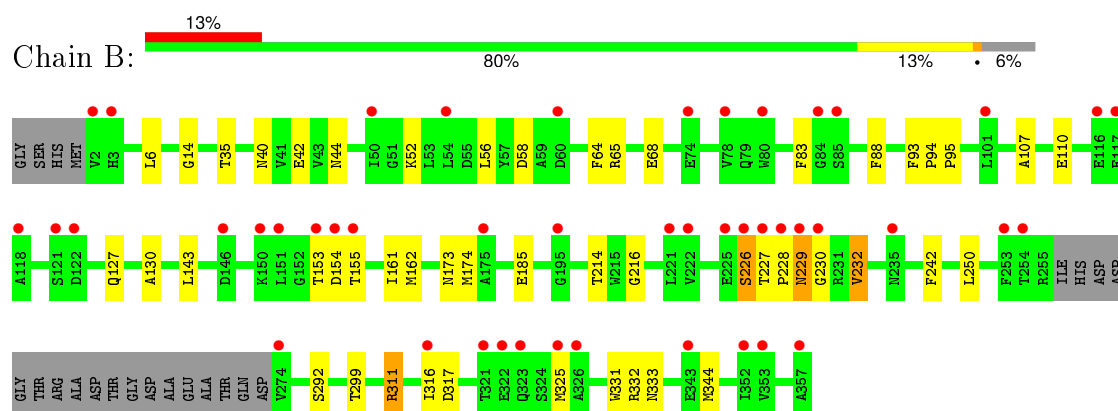 13%
Chain B:
80% 13% • 6%
GLY SER HIS MET V2 H3 L6 G14 T35 N40 V41 E42 V43 N44 I50 G51 K52 L53 L54 D55 L56 Y57 D58 A59 D60 F64 R65 E68 E74 V78 Q79 W80 F83 G84 S85 F88 F93 P94 P95 L101 A107 E110 E116
A118 S121 D122 Q127 A130 L143 D146 K150 L151 G152 T153 D154 T155 I161 M162 N173 M174 A175 E185 G195 T214 W215 G216 L221 V222 E225 S226 T227 P228 N229 G230 R231 V232 N235 F242 L250 F253 T254 R255 ILE HIS ASP ASP
GLY THR ARG ALA ASP THR GLY ASP ALA GLU ALA THR GLN ASP V274 S292 T299 R311 I316 D317 T321 E322 Q323 S324 M325 A326 W331 R332 N333 E343 M344 I352 V353 A357